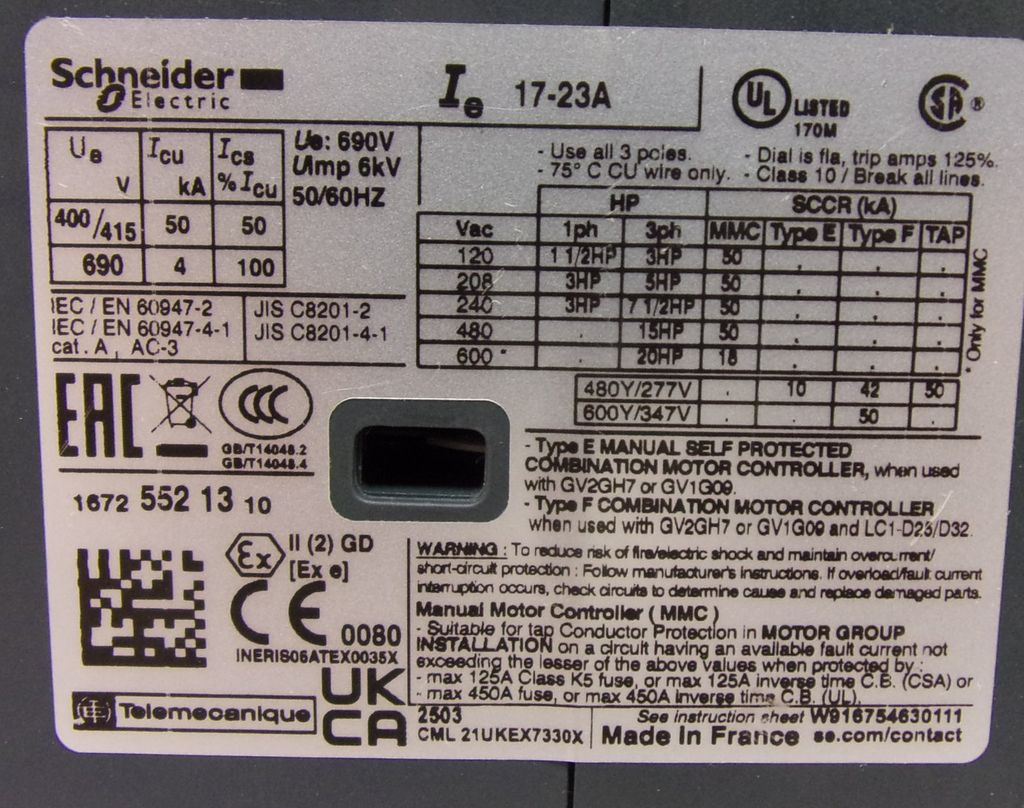 Schneider
Electric
Ie 17-23A
UL LISTED
170M
SA ®
Ue V Icu kA Ics % Icu
400/415 50 50
690 4 100
Ue: 690V
UImp 6kV
50/60HZ
- Use all 3 poles.
- 75° C CU wire only.
- Dial is fla, trip amps 125%.
- Class 10 / Break all lines.
HP SCCR (kA)
Vac 1ph 3ph MMC Type E Type F TAP
120 1 1/2HP 3HP 50 . . .
208 3HP 5HP 50 . . .
240 3HP 7 1/2HP 50 . . .
480 . 15HP 50 . . .
600 * . 20HP 18 . . .
* Only for MMC
480Y/277V . 10 42 50
600Y/347V . . 50 .
IEC / EN 60947-2
IEC / EN 60947-4-1
cat. A, AC-3
JIS C8201-2
JIS C8201-4-1
EAC
CCC
GB/T14048.2
GB/T14048.4
1672 552 13 10
- Type E MANUAL SELF PROTECTED
COMBINATION MOTOR CONTROLLER, when used
with GV2GH7 or GV1G09.
- Type F COMBINATION MOTOR CONTROLLER
when used with GV2GH7 or GV1G09 and LC1-D25/D32.
Ex II (2) GD
[Ex e]
CE 0080
INERIS06ATEX0035X
WARNING : To reduce risk of fire/electric shock and maintain overcurrent/
short-circuit protection : Follow manufacturer's instructions. If overload/fault current
interruption occurs, check circuits to determine cause and replace damaged parts.
Manual Motor Controller ( MMC )
- Suitable for tap Conductor Protection in MOTOR GROUP
INSTALLATION on a circuit having an available fault current not
exceeding the lesser of the above values when protected by :
- max 125A Class K5 fuse, or max 125A inverse time C.B. (CSA) or
- max 450A fuse, or max 450A inverse time C.B. (UL).
Telemecanique
UK
CA
2503
CML 21UKEX7330X
See instruction sheet W916754630111
Made in France se.com/contact